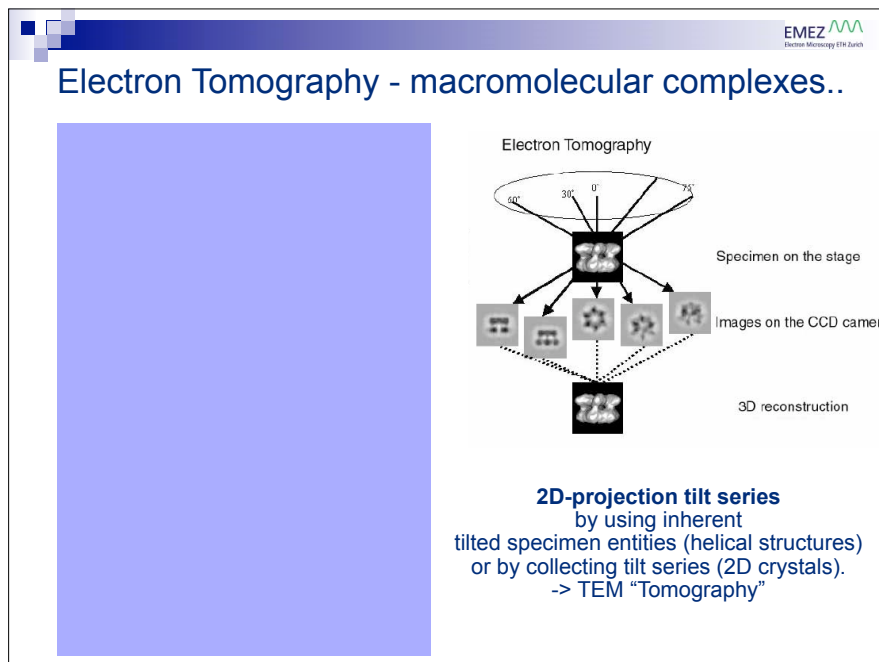 EMEZ
Electron Microscopy ETH Zurich
Electron Tomography - macromolecular complexes..
Electron Tomography
60° 30° 0° 75°
Specimen on the stage
Images on the CCD camer
3D reconstruction
2D-projection tilt series
by using inherent
tilted specimen entities (helical structures)
or by collecting tilt series (2D crystals).
-> TEM “Tomography”